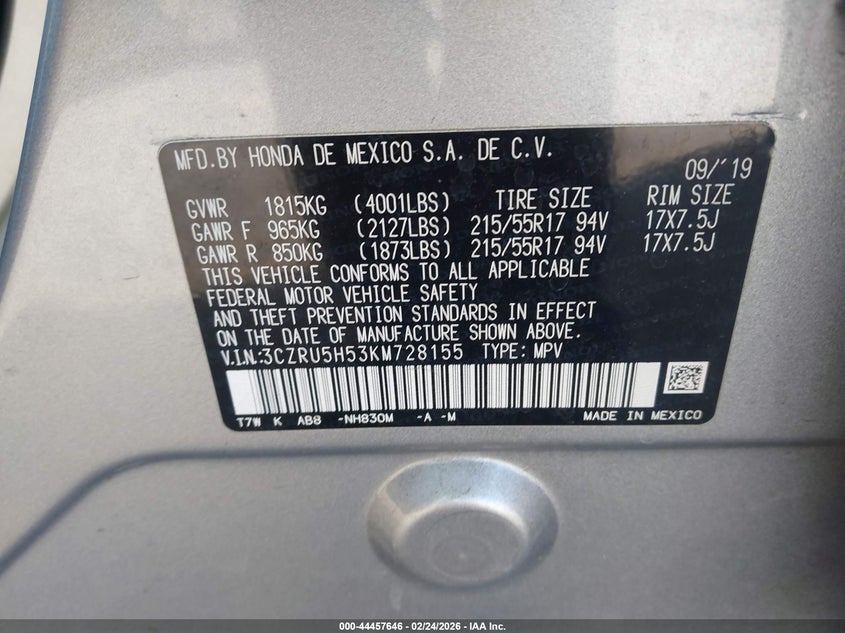 MFD.BY HONDA DE MEXICO S.A. DE C.V.
09/'19
GVWR 1815KG (4001LBS) TIRE SIZE RIM SIZE
GAWR F 965KG (2127LBS) 215/55R17 94V 17X7.5J
GAWR R 850KG (1873LBS) 215/55R17 94V 17X7.5J
THIS VEHICLE CONFORMS TO ALL APPLICABLE
FEDERAL MOTOR VEHICLE SAFETY
AND THEFT PREVENTION STANDARDS IN EFFECT
ON THE DATE OF MANUFACTURE SHOWN ABOVE.
V.I.N.:3CZRU5H53KM728155 TYPE: MPV
T7W K AB8 -NH830M -A -M MADE IN MEXICO
000-44457646 - 02/24/2026 - IAA Inc.